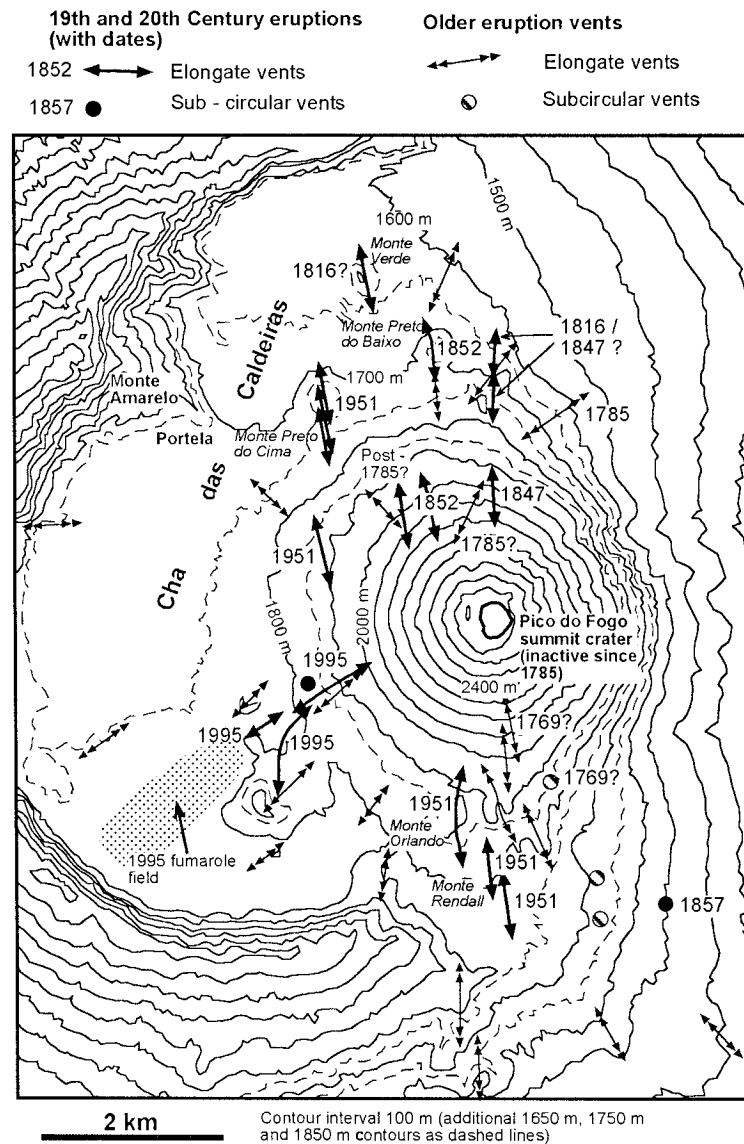 19th and 20th Century eruptions
(with dates)
1852
Elongate vents
1857
Sub - circular vents
Older eruption vents
Elongate vents
Subcircular vents
1500 m
1600 m
Monte
Verde
1816?
Caldeiras
Monte Preto
do Baixo
1852
1816 /
1847 ?
1700 m
Monte
Amarelo
1951
1785
Portela
Monte Preto
do Cima
das
Post -
1785?
1852
1847
1785?
1951
Cha
1800 m
2000 m
Pico do Fogo
summit crater
(inactive since
1785)
1995
2400 m
1995
1995
1769?
1769?
1951
Monte
Orlando
1995 fumarole
field
1951
Monte
Rendall
1951
1857
2 km
Contour interval 100 m (additional 1650 m, 1750 m
and 1850 m contours as dashed lines)